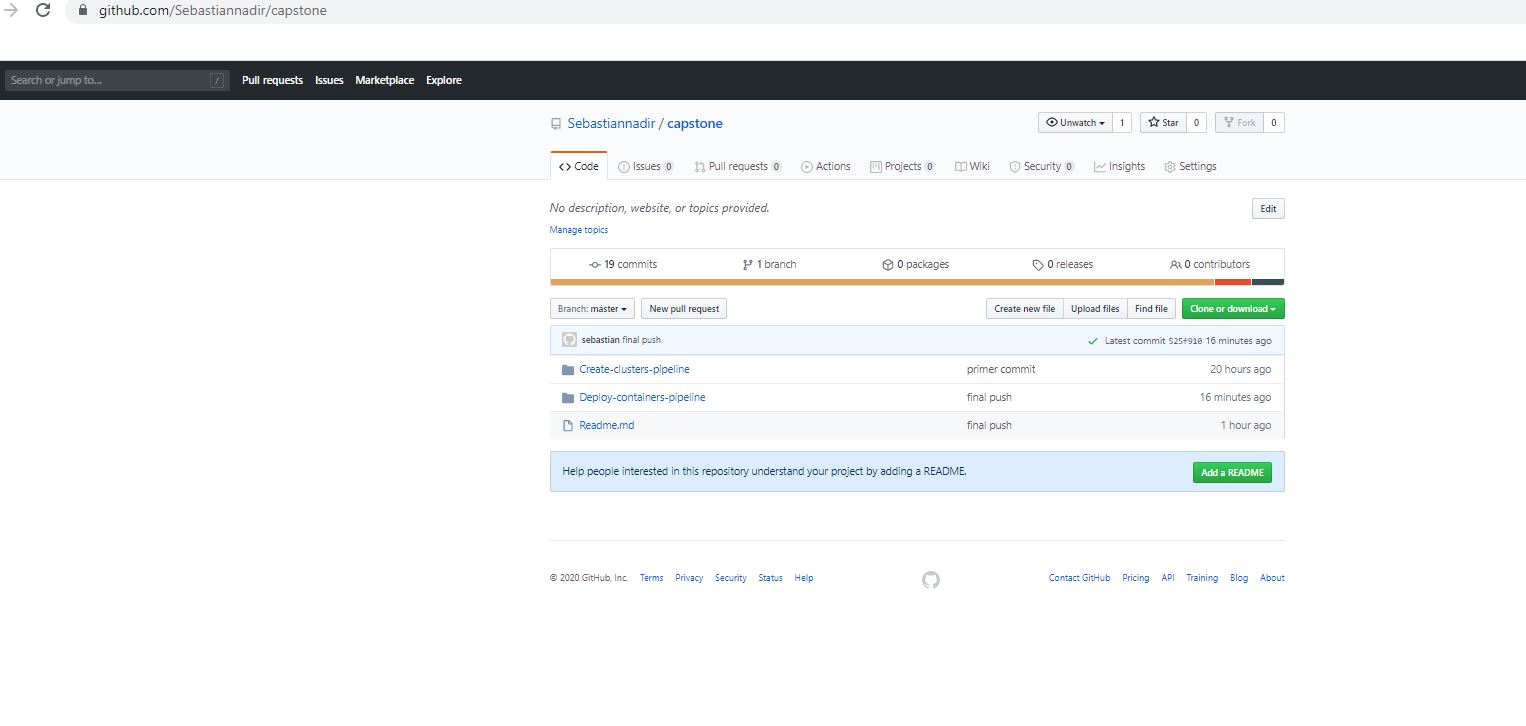 github.com/Sebastiannadir/capstone
Search or jump to... / Pull requests Issues Marketplace Explore
Sebastiannadir / capstone Unwatch 1 Star 0 Fork 0
Code Issues 0 Pull requests 0 Actions Projects 0 Wiki Security 0 Insights Settings
No description, website, or topics provided. Edit
Manage topics
19 commits 1 branch 0 packages 0 releases 0 contributors
Branch: master New pull request Create new file Upload files Find file Clone or download
sebastian final push Latest commit 525f910 16 minutes ago
Create-clusters-pipeline primer commit 20 hours ago
Deploy-containers-pipeline final push 16 minutes ago
Readme.md final push 1 hour ago
Help people interested in this repository understand your project by adding a README. Add a README
© 2020 GitHub, Inc. Terms Privacy Security Status Help Contact GitHub Pricing API Training Blog About